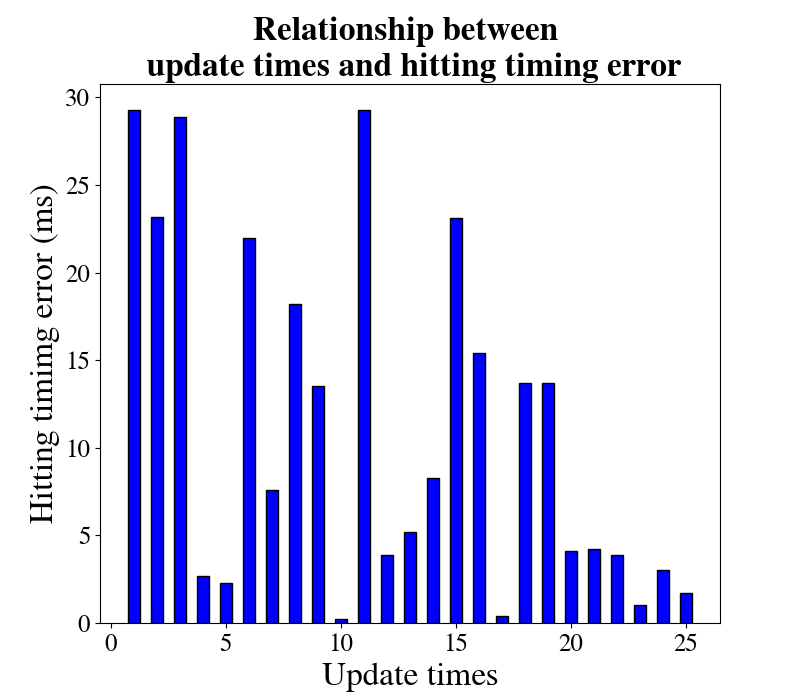 Relationship between
update times and hitting timing error
30
25
20
15
10
5
0
Hitting timimg error (ms)
0 5 10 15 20 25
Update times